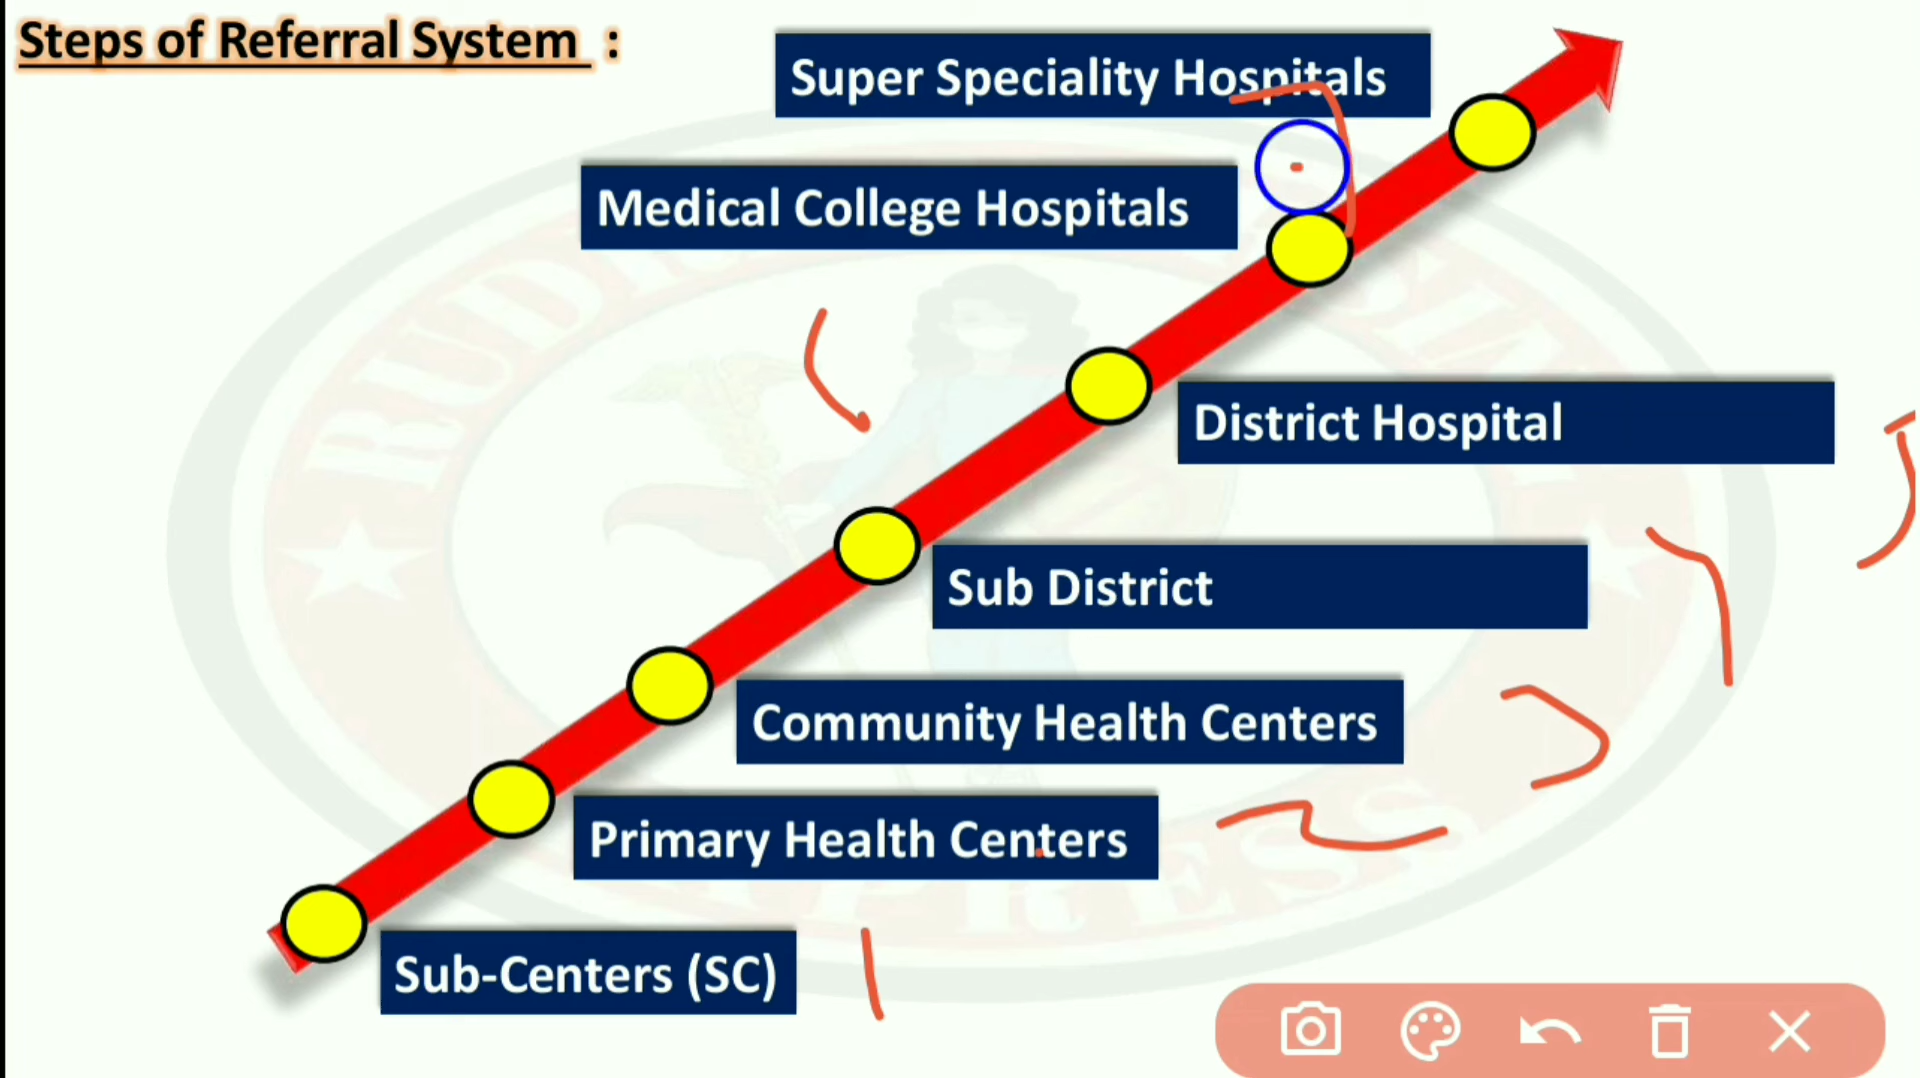 Steps of Referral System :
Super Speciality Hospitals
Medical College Hospitals
District Hospital
Sub District
Community Health Centers
Primary Health Centers
Sub-Centers (SC)